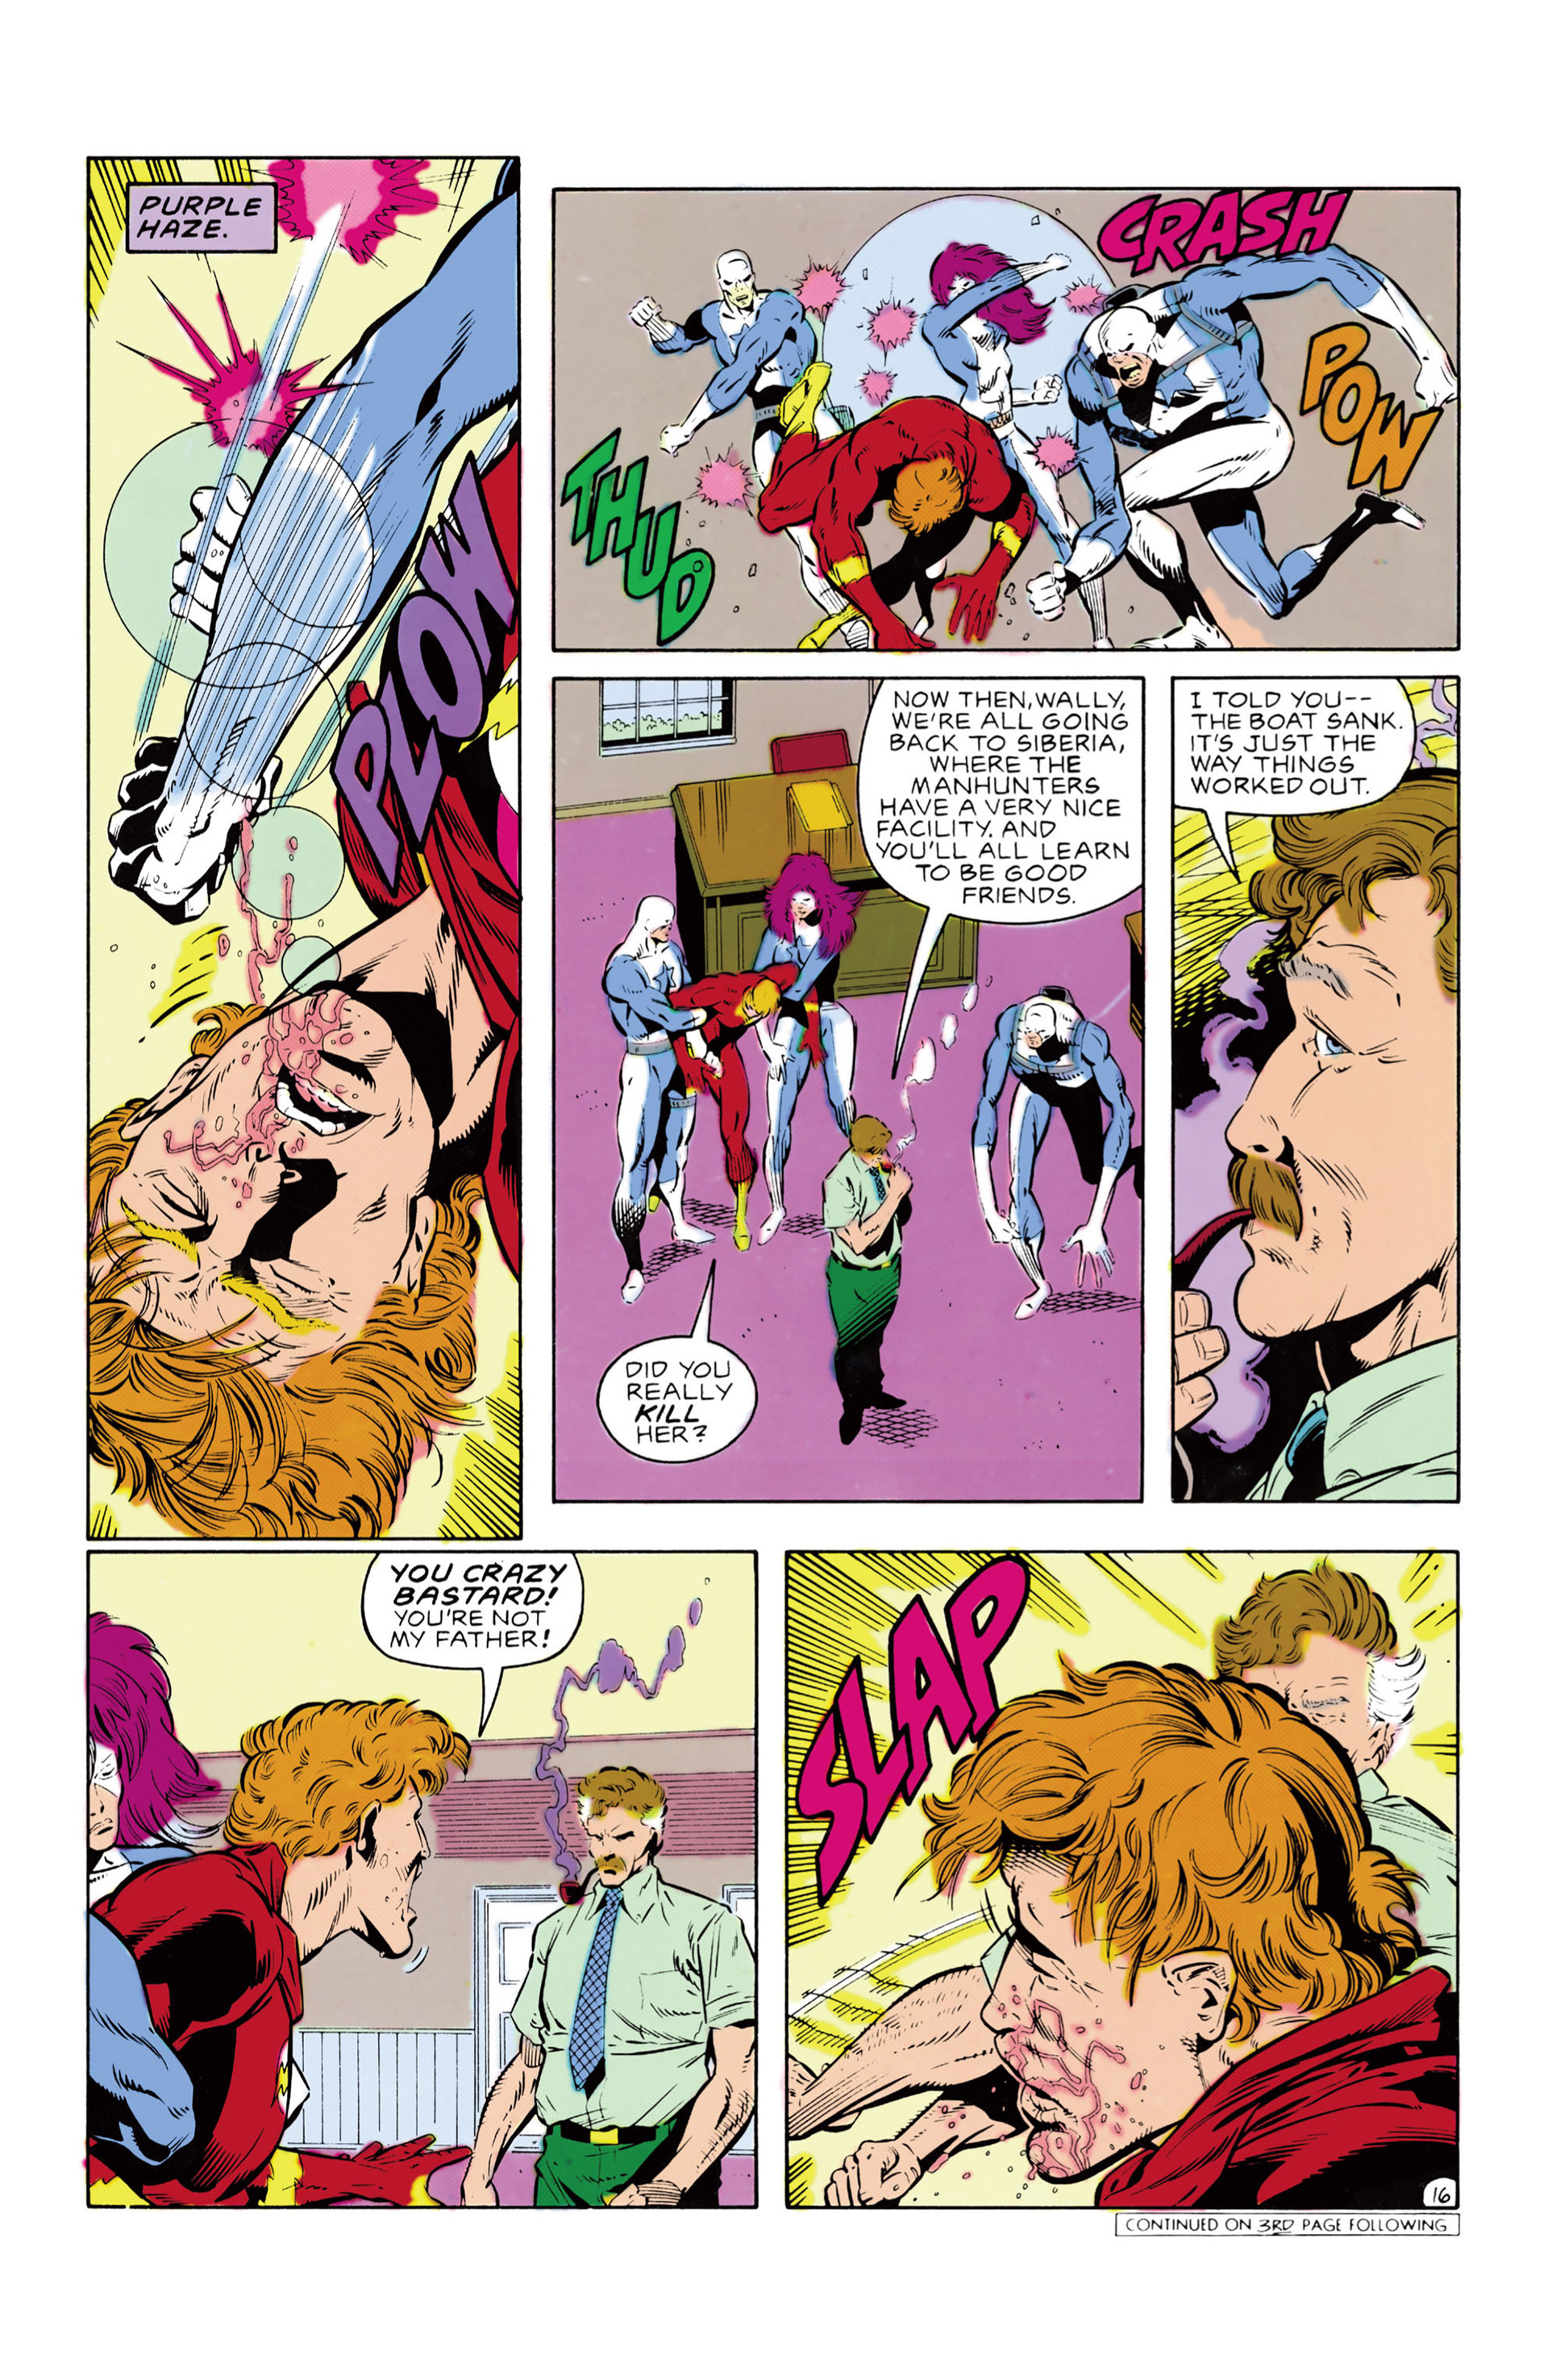 PURPLE
HAZE.
PLOW
CRASH
THUD
POW
NOW THEN, WALLY,
WE'RE ALL GOING
BACK TO SIBERIA,
WHERE THE
MANHUNTERS
HAVE A VERY NICE
FACILITY. AND
YOU'LL ALL LEARN
TO BE GOOD
FRIENDS.
DID YOU
REALLY
KILL
HER?
I TOLD YOU--
THE BOAT SANK.
IT'S JUST THE
WAY THINGS
WORKED OUT.
YOU CRAZY
BASTARD!
YOU'RE NOT
MY FATHER!
SLAP
16
CONTINUED ON 3RD PAGE FOLLOWING